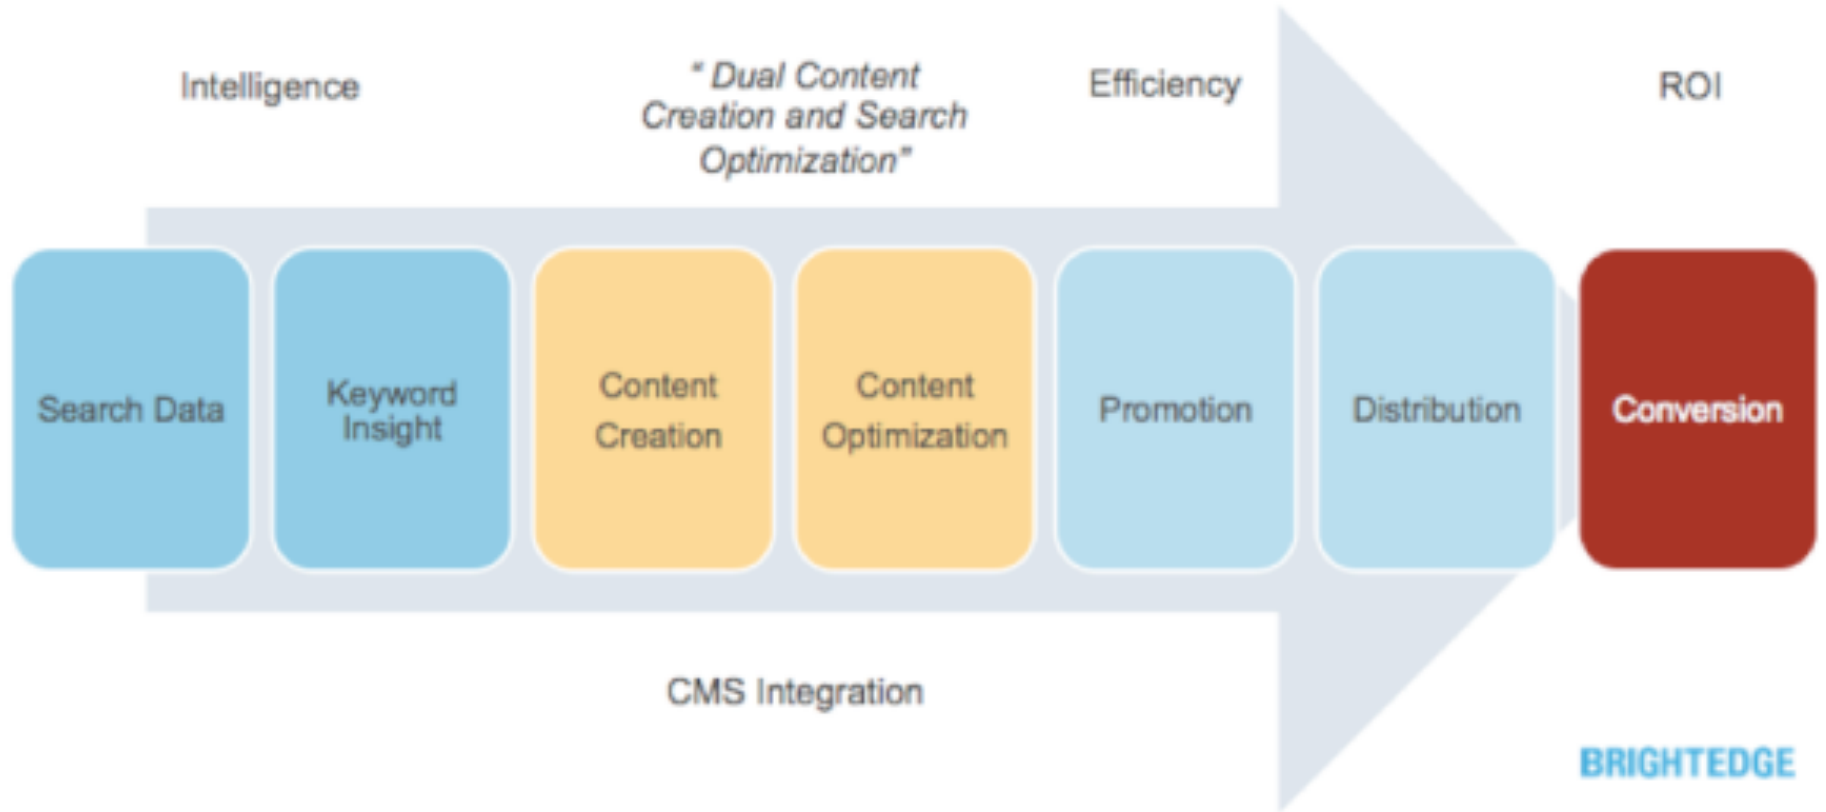 Intelligence
“ Dual Content
Creation and Search
Optimization”
Efficiency
ROI
Search Data
Keyword
Insight
Content
Creation
Content
Optimization
Promotion
Distribution
Conversion
CMS Integration
BRIGHTEDGE